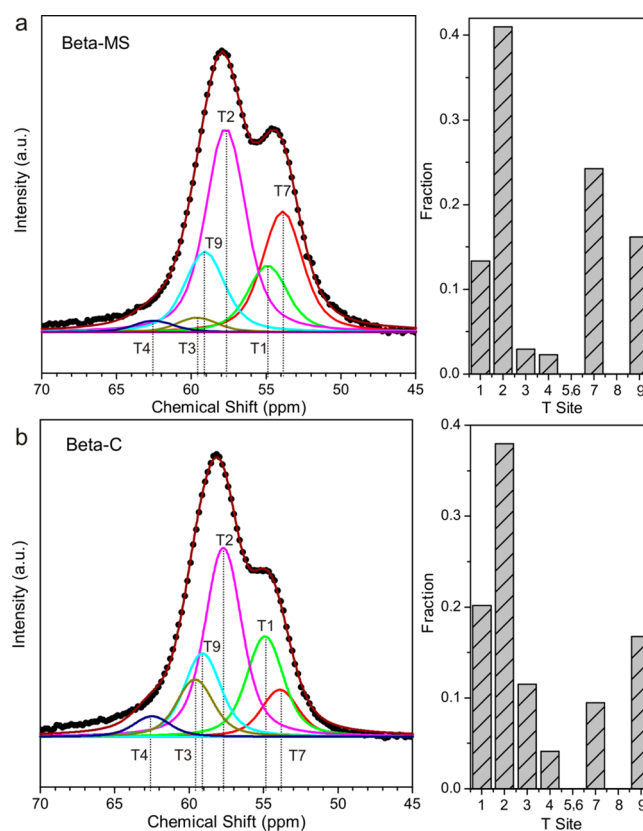 a
Beta-MS
T2
T7
T9
T4
T3
T1
Intensity (a.u.)
70 65 60 55 50 45
Chemical Shift (ppm)
Fraction
0.4
0.3
0.2
0.1
0.0
1 2 3 4 5,6 7 8 9
T Site
b
Beta-C
T2
T1
T9
T4
T3
T7
Intensity (a.u.)
70 65 60 55 50 45
Chemical Shift (ppm)
Fraction
0.4
0.3
0.2
0.1
0.0
1 2 3 4 5,6 7 8 9
T Site